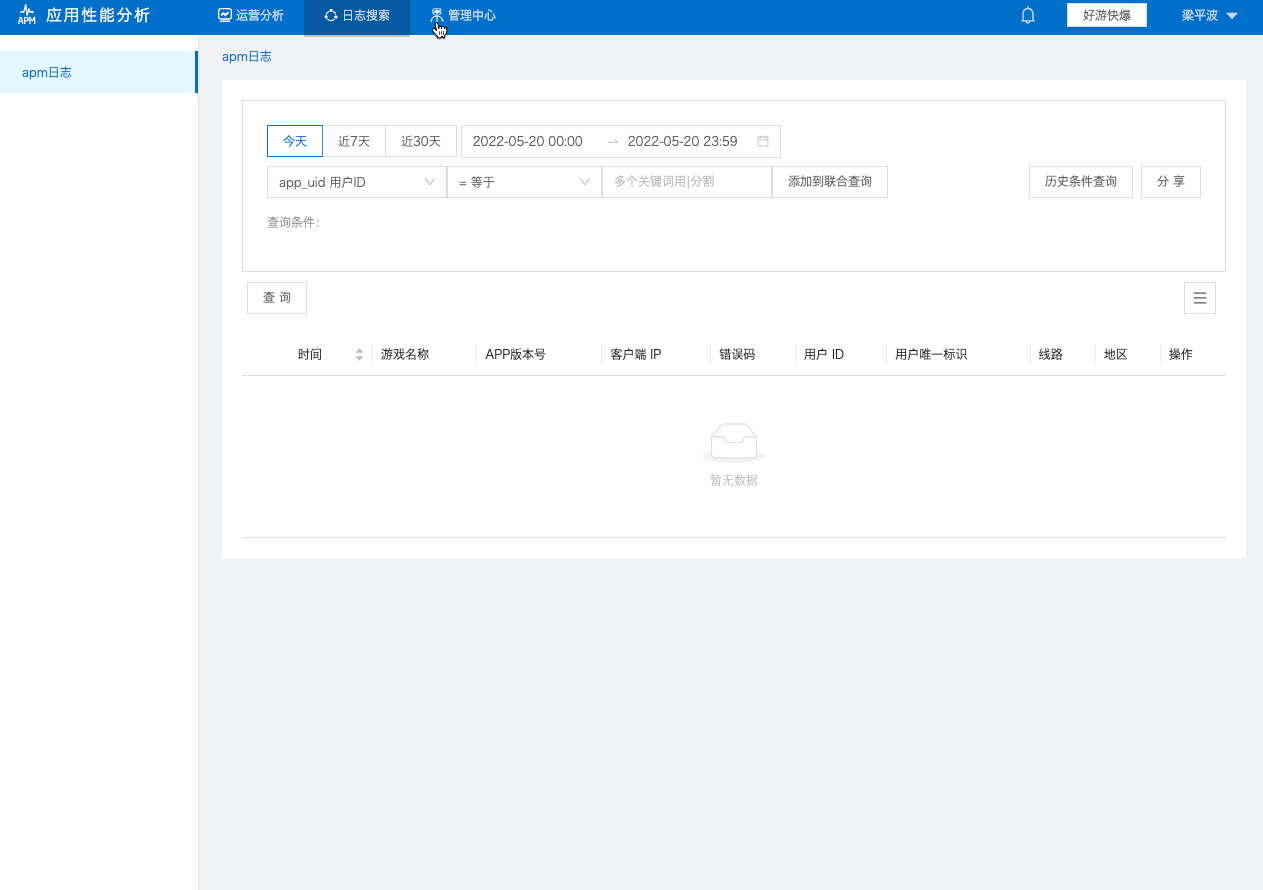 APM 应用性能分析 运营分析 日志搜索 管理中心 好游快爆 梁平波
apm日志
apm日志
今天 近7天 近30天 2022-05-20 00:00 → 2022-05-20 23:59
app_uid 用户ID = 等于 多个关键词用|分割 添加到联合查询 历史条件查询 分 享
查询条件:
查 询
时间 游戏名称 APP版本号 客户端 IP 错误码 用户 ID 用户唯一标识 线路 地区 操作
暂无数据